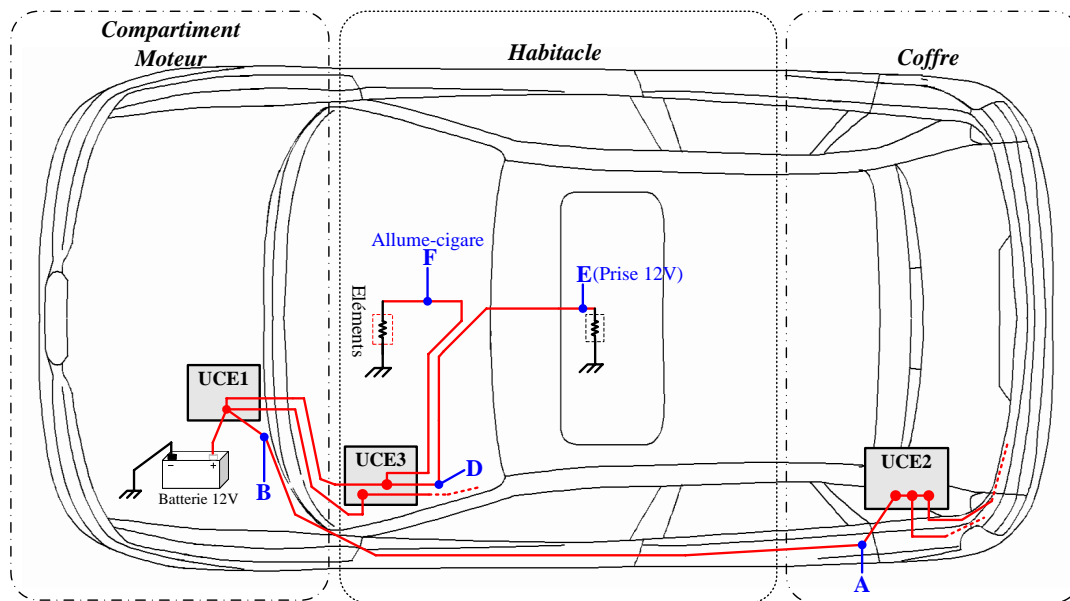 Compartiment
Moteur
Habitacle
Coffre
Allume-cigare
F
E (Prise 12V)
Eléments
UCE1
UCE3
D
UCE2
- +
Batterie 12V
B
A